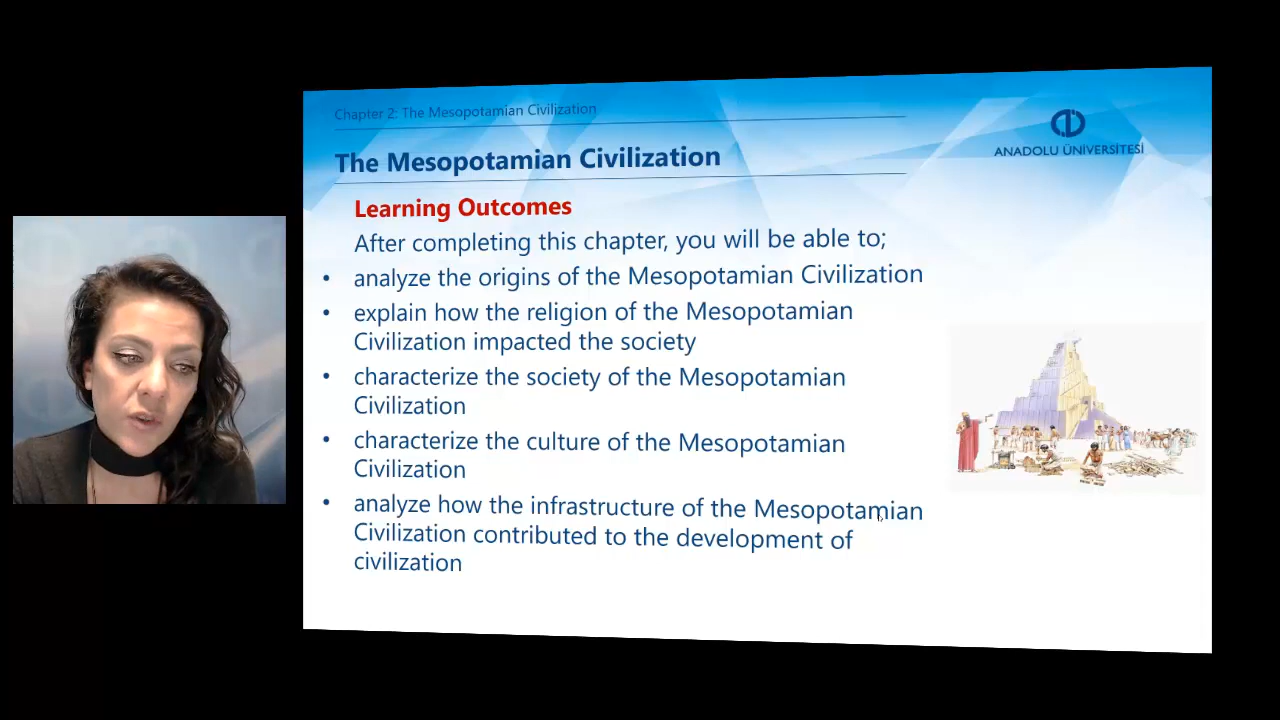 Chapter 2: The Mesopotamian Civilization
ANADOLU ÜNİVERSİTESİ
The Mesopotamian Civilization
Learning Outcomes
After completing this chapter, you will be able to;
• analyze the origins of the Mesopotamian Civilization
• explain how the religion of the Mesopotamian
Civilization impacted the society
• characterize the society of the Mesopotamian
Civilization
• characterize the culture of the Mesopotamian
Civilization
• analyze how the infrastructure of the Mesopotamian
Civilization contributed to the development of
civilization